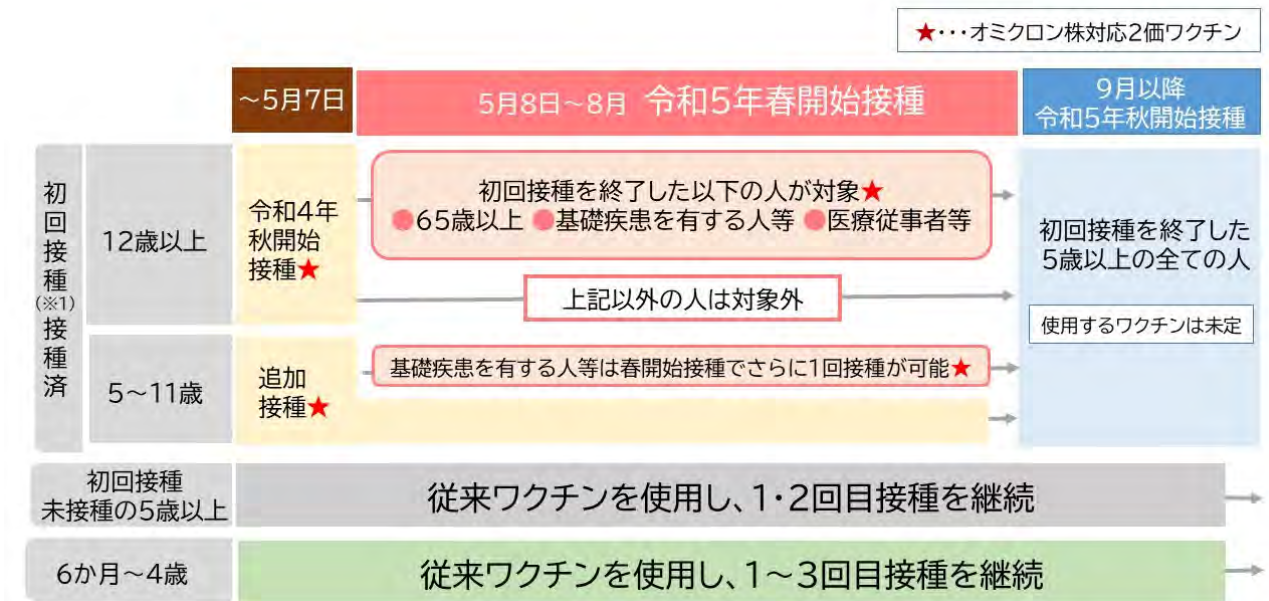 ★・・・オミクロン株対応2価ワクチン
～5月7日
5月8日～8月 令和5年春開始接種
9月以降
令和5年秋開始接種
初回接種(※1)接種済
12歳以上
令和4年
秋開始
接種★
初回接種を終了した以下の人が対象★
●65歳以上 ●基礎疾患を有する人等 ●医療従事者等
上記以外の人は対象外
初回接種を終了した
5歳以上の全ての人
使用するワクチンは未定
5～11歳
追加
接種★
基礎疾患を有する人等は春開始接種でさらに1回接種が可能★
初回接種
未接種の5歳以上
従来ワクチンを使用し、1・2回目接種を継続
6か月～4歳
従来ワクチンを使用し、1～3回目接種を継続